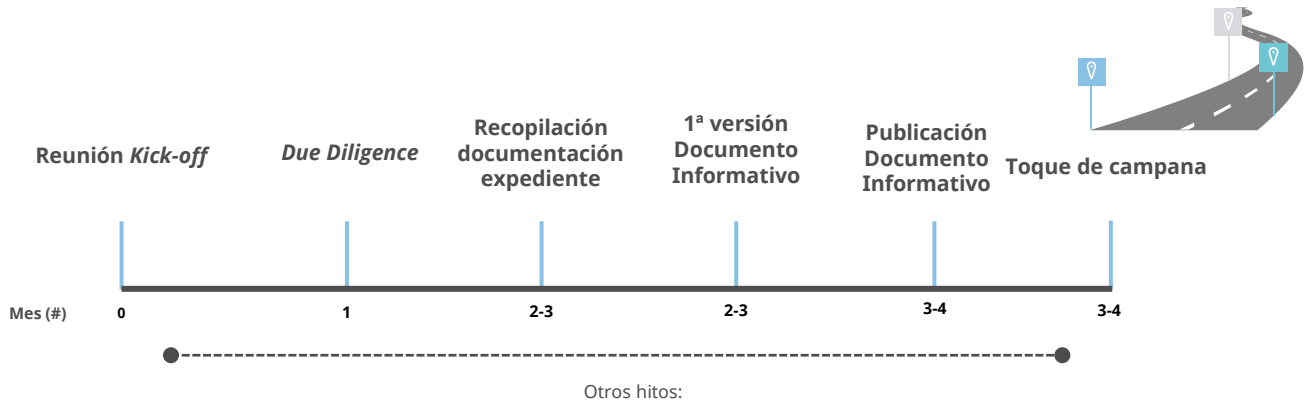 Reunión Kick-off
Due Diligence
Recopilación
documentación
expediente
1ª versión
Documento
Informativo
Publicación
Documento
Informativo
Toque de campana
Mes (#)
0
1
2-3
2-3
3-4
3-4
Otros hitos: